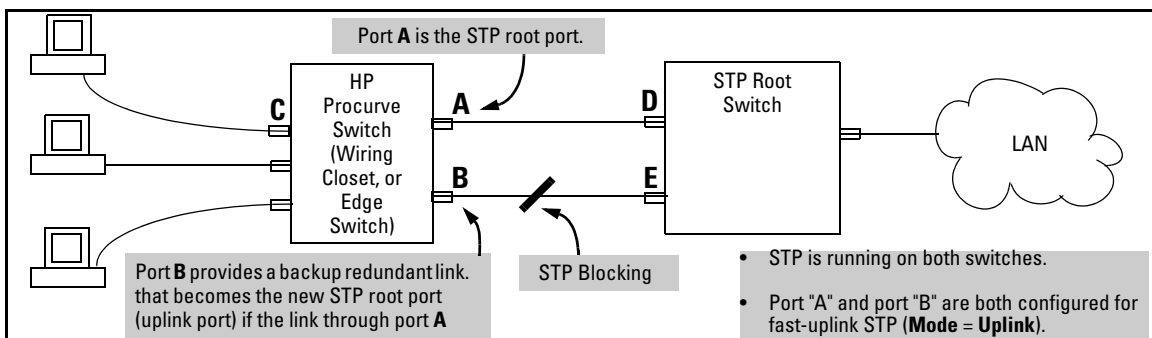 Port A is the STP root port.
HP
Procurve
Switch
(Wiring
Closet, or
Edge
Switch)
C
A
B
D
E
STP Root
Switch
LAN
Port B provides a backup redundant link.
that becomes the new STP root port
(uplink port) if the link through port A
STP Blocking
• STP is running on both switches.
• Port "A" and port "B" are both configured for
fast-uplink STP (Mode = Uplink).